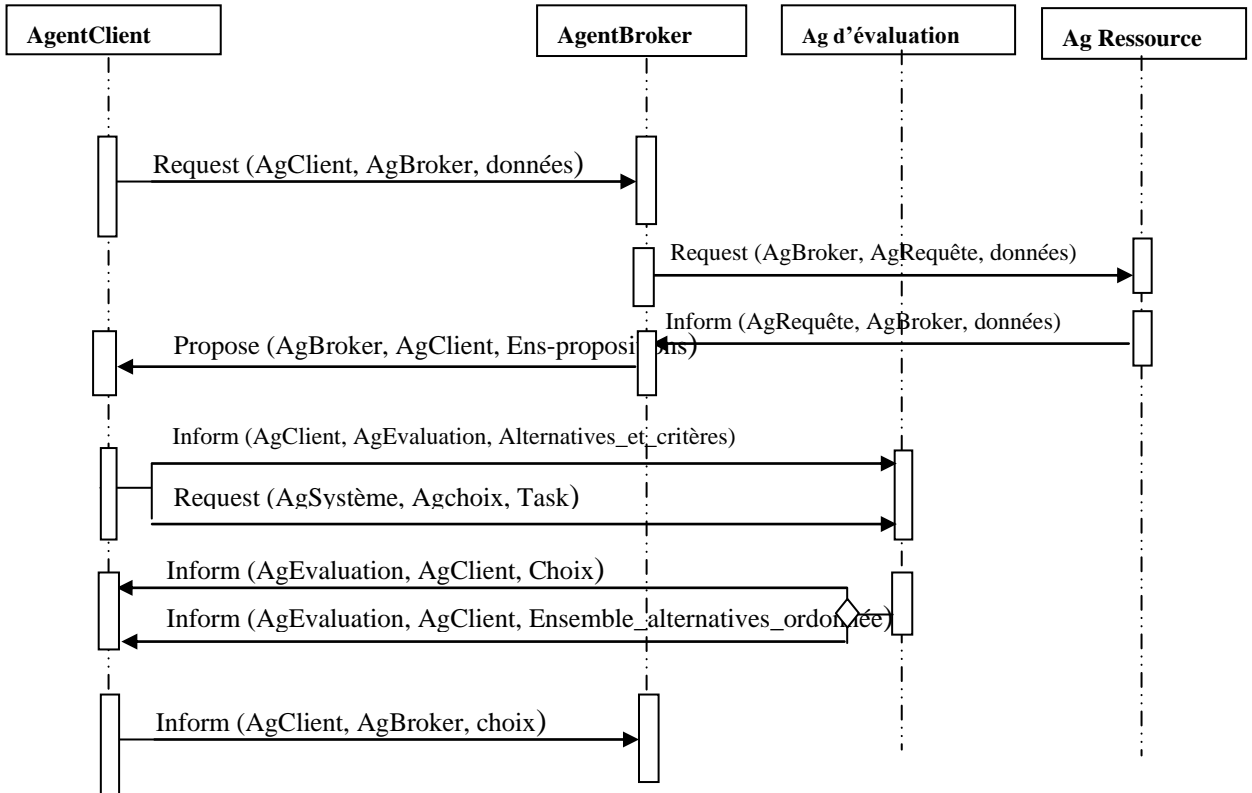 AgentClient
AgentBroker
Ag d'évaluation
Ag Ressource
Request (AgClient, AgBroker, données)
Request (AgBroker, AgRequête, données)
Inform (AgRequête, AgBroker, données)
Propose (AgBroker, AgClient, Ens-propositions)
Inform (AgClient, AgEvaluation, Alternatives_et_critères)
Request (AgSystème, Agchoix, Task)
Inform (AgEvaluation, AgClient, Choix)
Inform (AgEvaluation, AgClient, Ensemble_alternatives_ordonnée)
Inform (AgClient, AgBroker, choix)